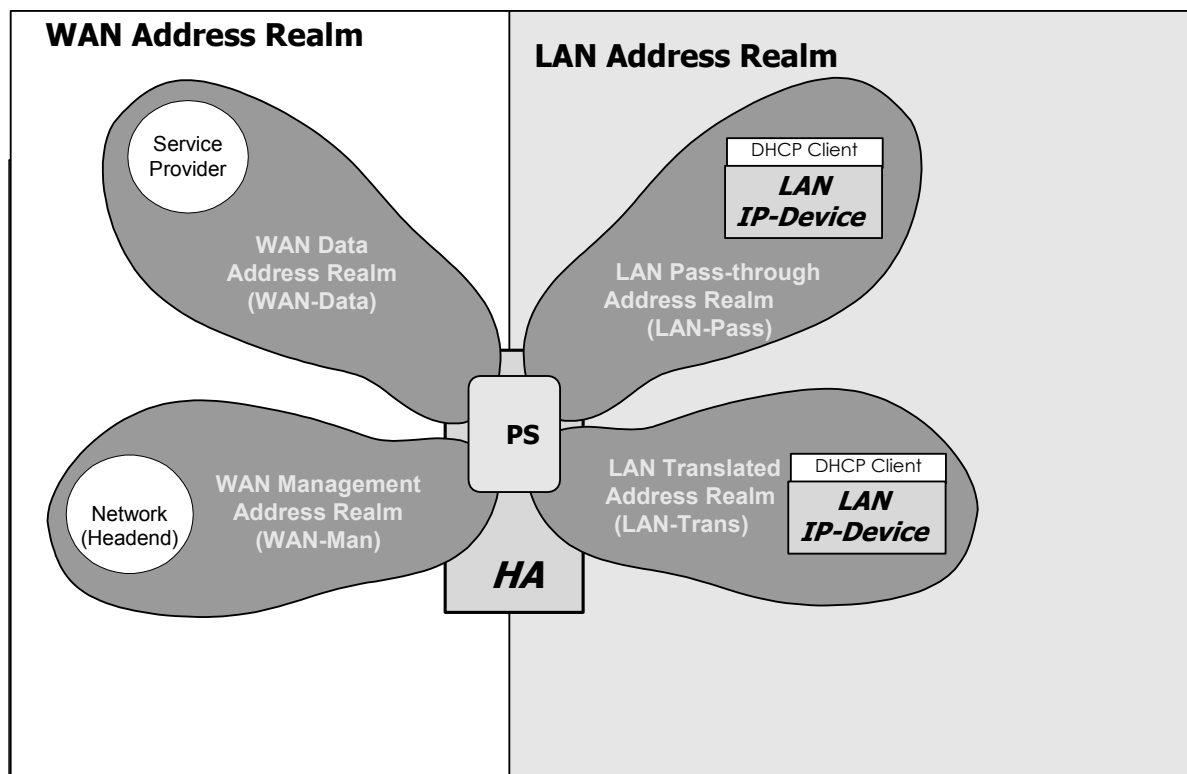 WAN Address Realm
LAN Address Realm
Service
Provider
WAN Data
Address Realm
(WAN-Data)
DHCP Client
LAN
IP-Device
LAN Pass-through
Address Realm
(LAN-Pass)
PS
WAN Management
Address Realm
(WAN-Man)
Network
(Headend)
LAN Translated
Address Realm
(LAN-Trans)
DHCP Client
LAN
IP-Device
HA